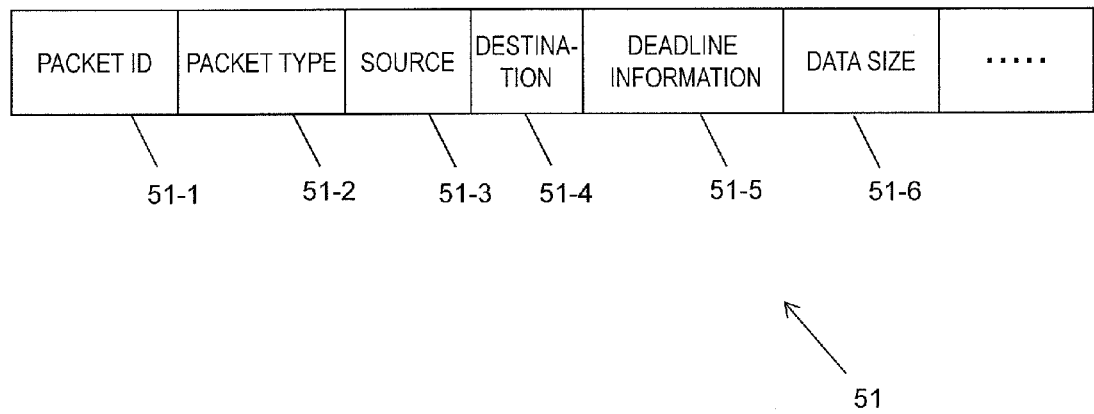 PACKET ID PACKET TYPE SOURCE DESTINA-
TION DEADLINE
INFORMATION DATA SIZE .....
51-1 51-2 51-3 51-4 51-5 51-6
51